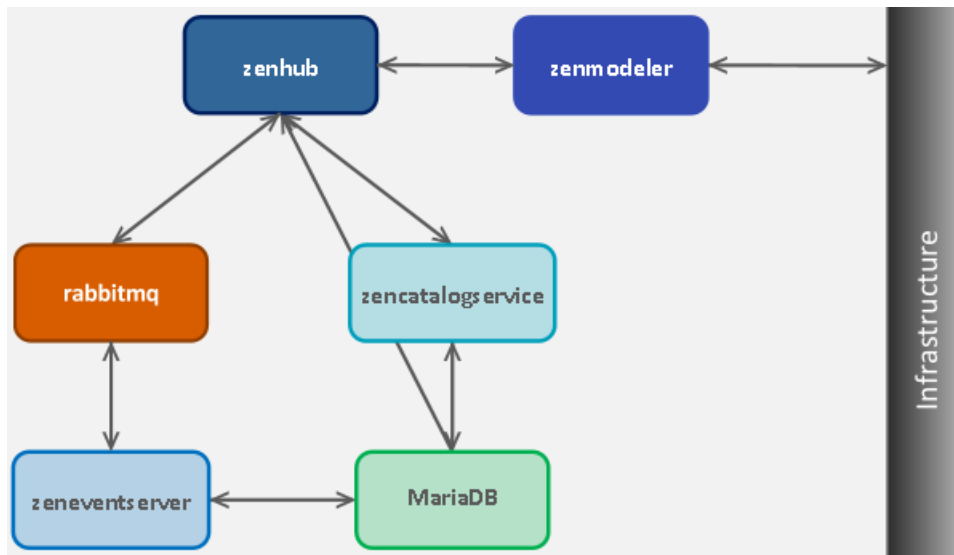 zenhub
zenmodeler
rabbitmq
zencatalogservice
zeneventserver
MariaDB
Infrastructure